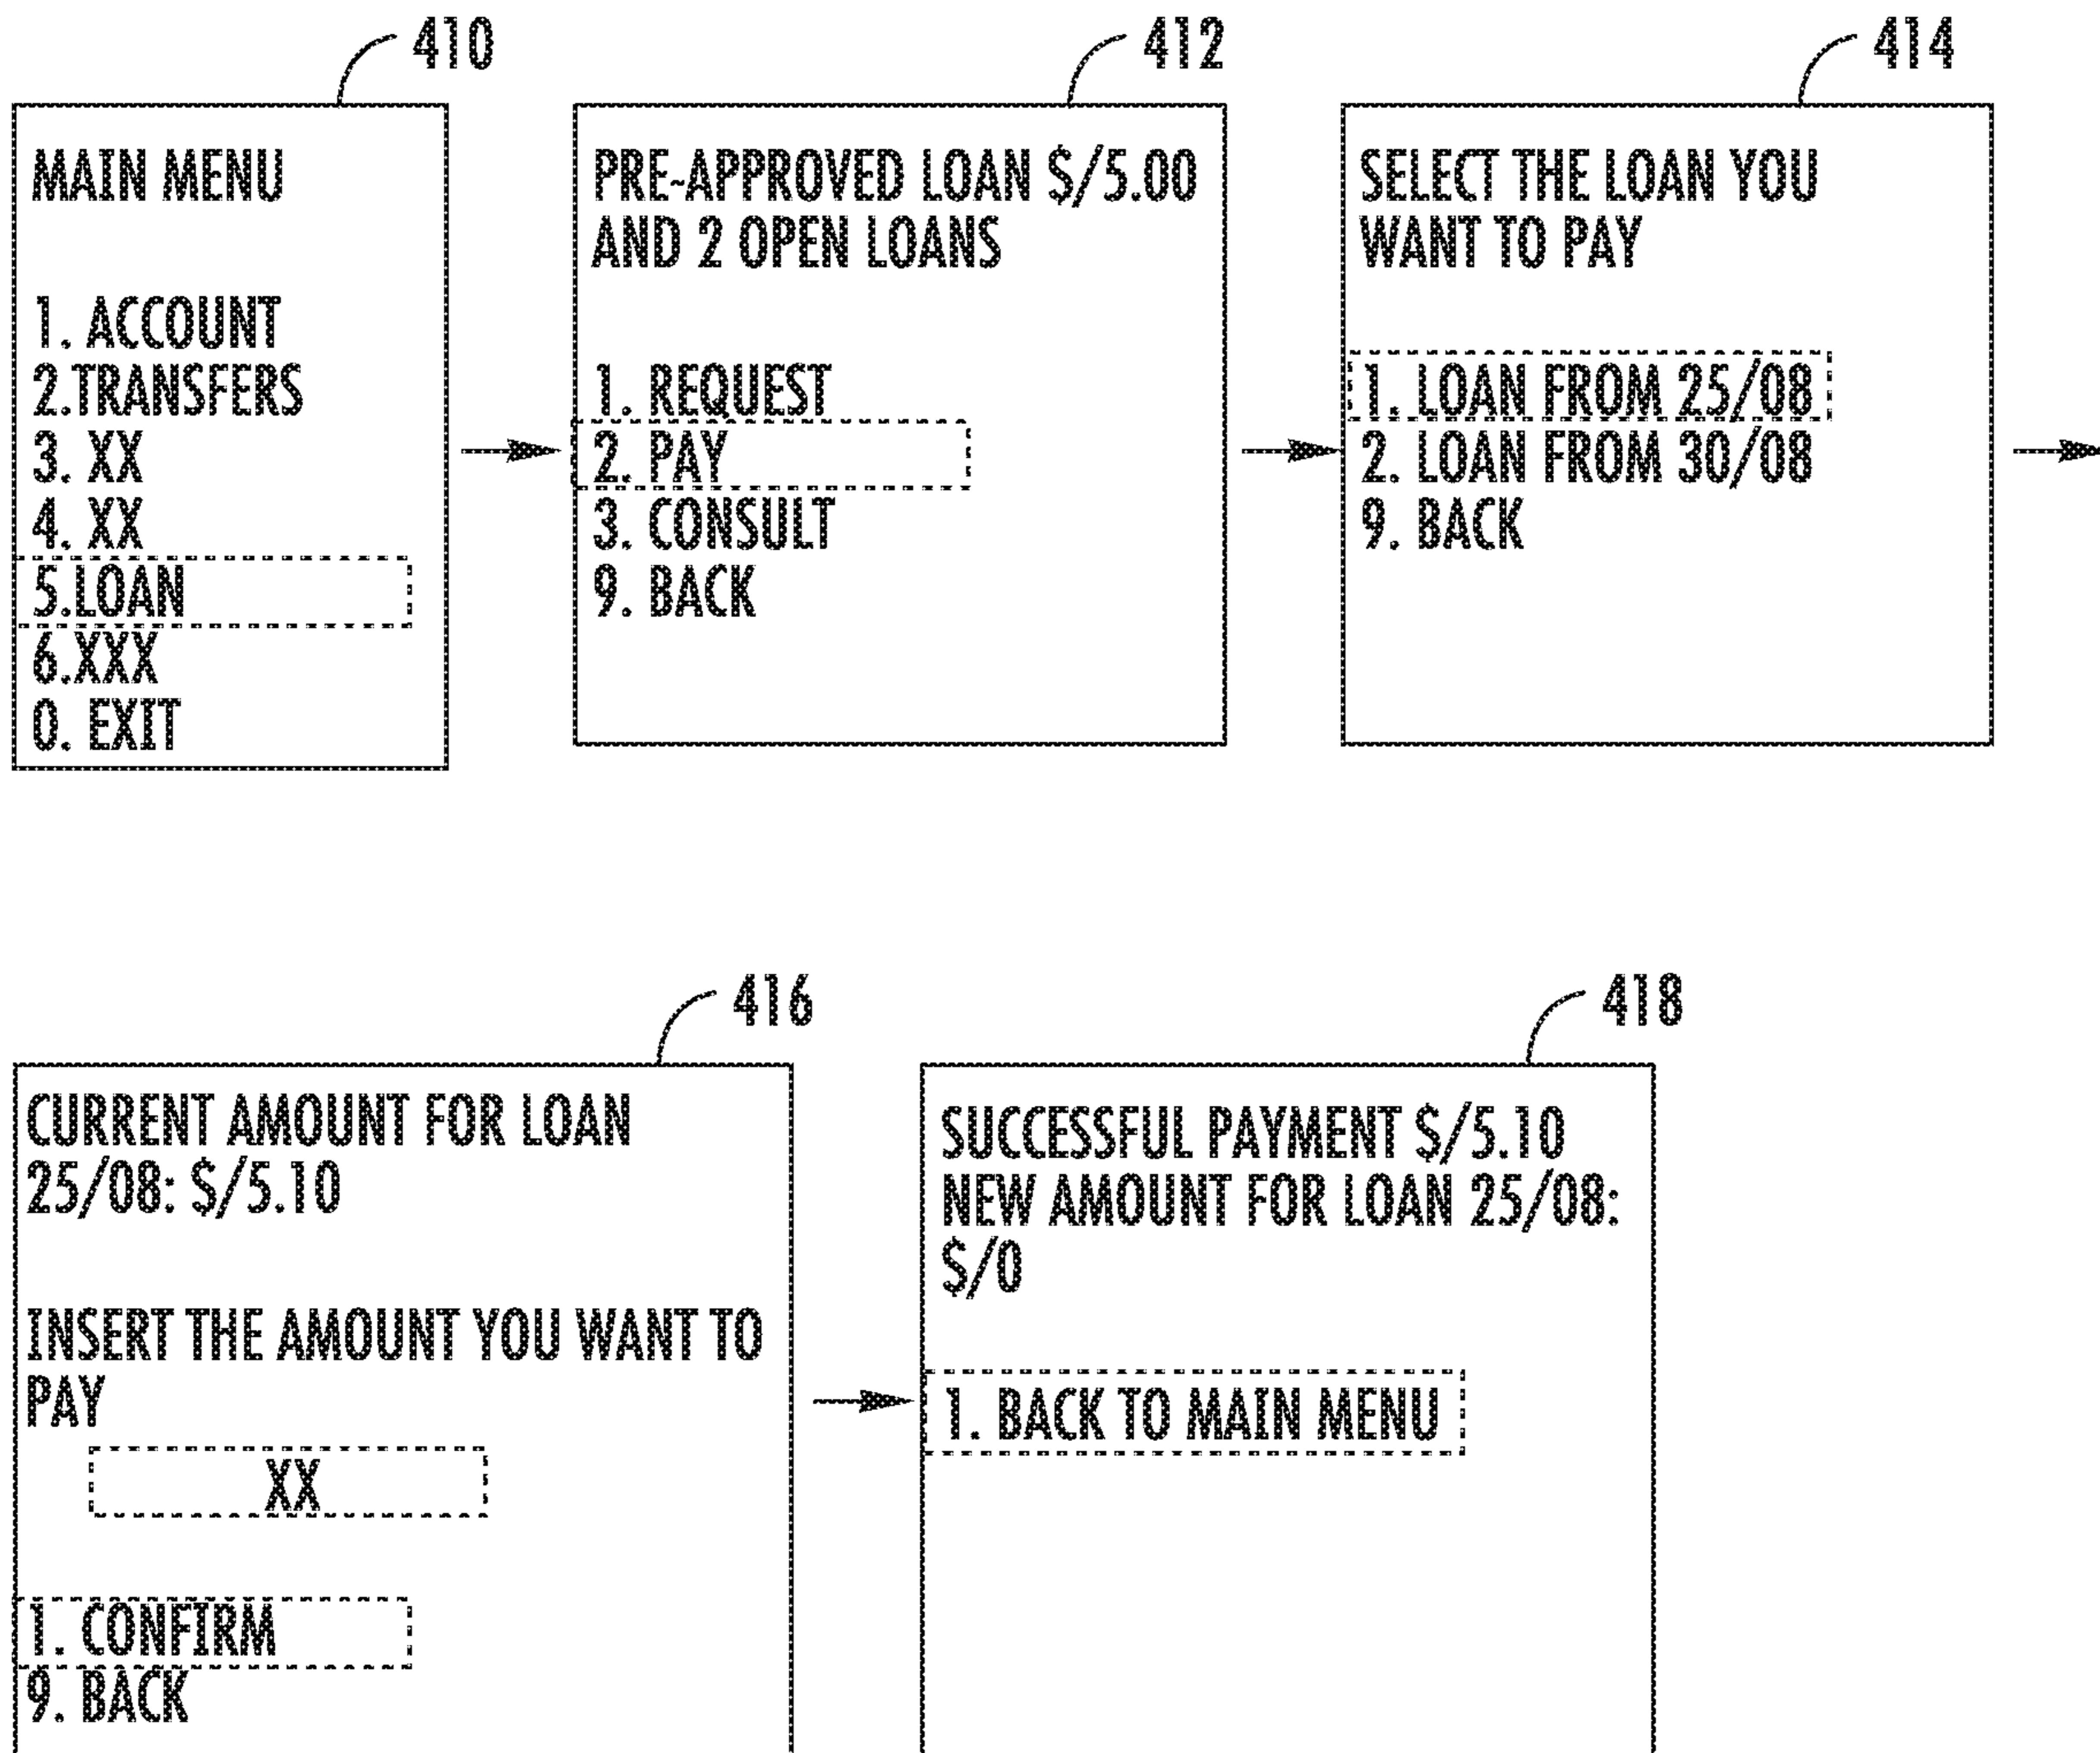 410
MAIN MENU
1. ACCOUNT
2.TRANSFERS
3. XX
4. XX
5.LOAN
6.XXX
0. EXIT
412
PRE-APPROVED LOAN $/5.00
AND 2 OPEN LOANS
1. REQUEST
2. PAY
3. CONSULT
9. BACK
414
SELECT THE LOAN YOU
WANT TO PAY
1. LOAN FROM 25/08
2. LOAN FROM 30/08
9. BACK
416
CURRENT AMOUNT FOR LOAN
25/08: $/5.10
INSERT THE AMOUNT YOU WANT TO
PAY
XX
1. CONFIRM
9. BACK
418
SUCCESSFUL PAYMENT $/5.10
NEW AMOUNT FOR LOAN 25/08:
$/0
1. BACK TO MAIN MENU